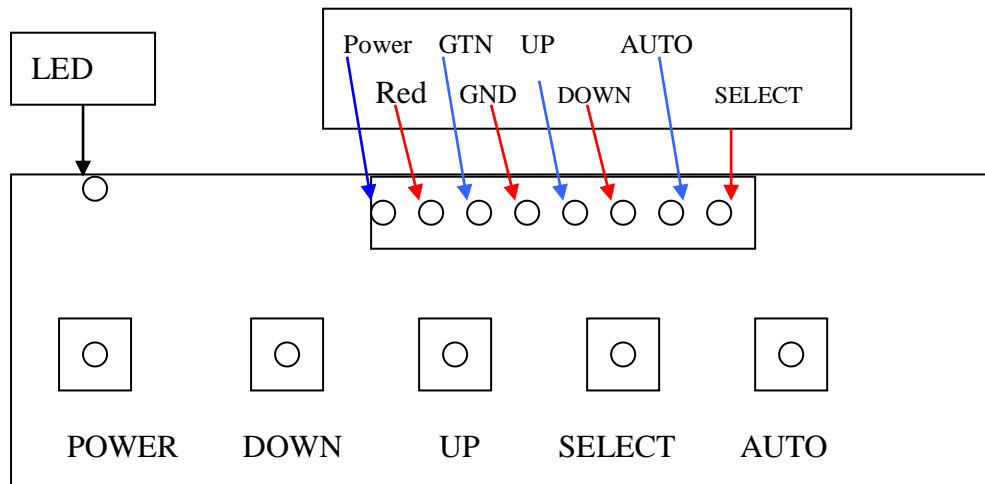 LED
Power GTN UP AUTO
Red GND DOWN SELECT
POWER DOWN UP SELECT AUTO